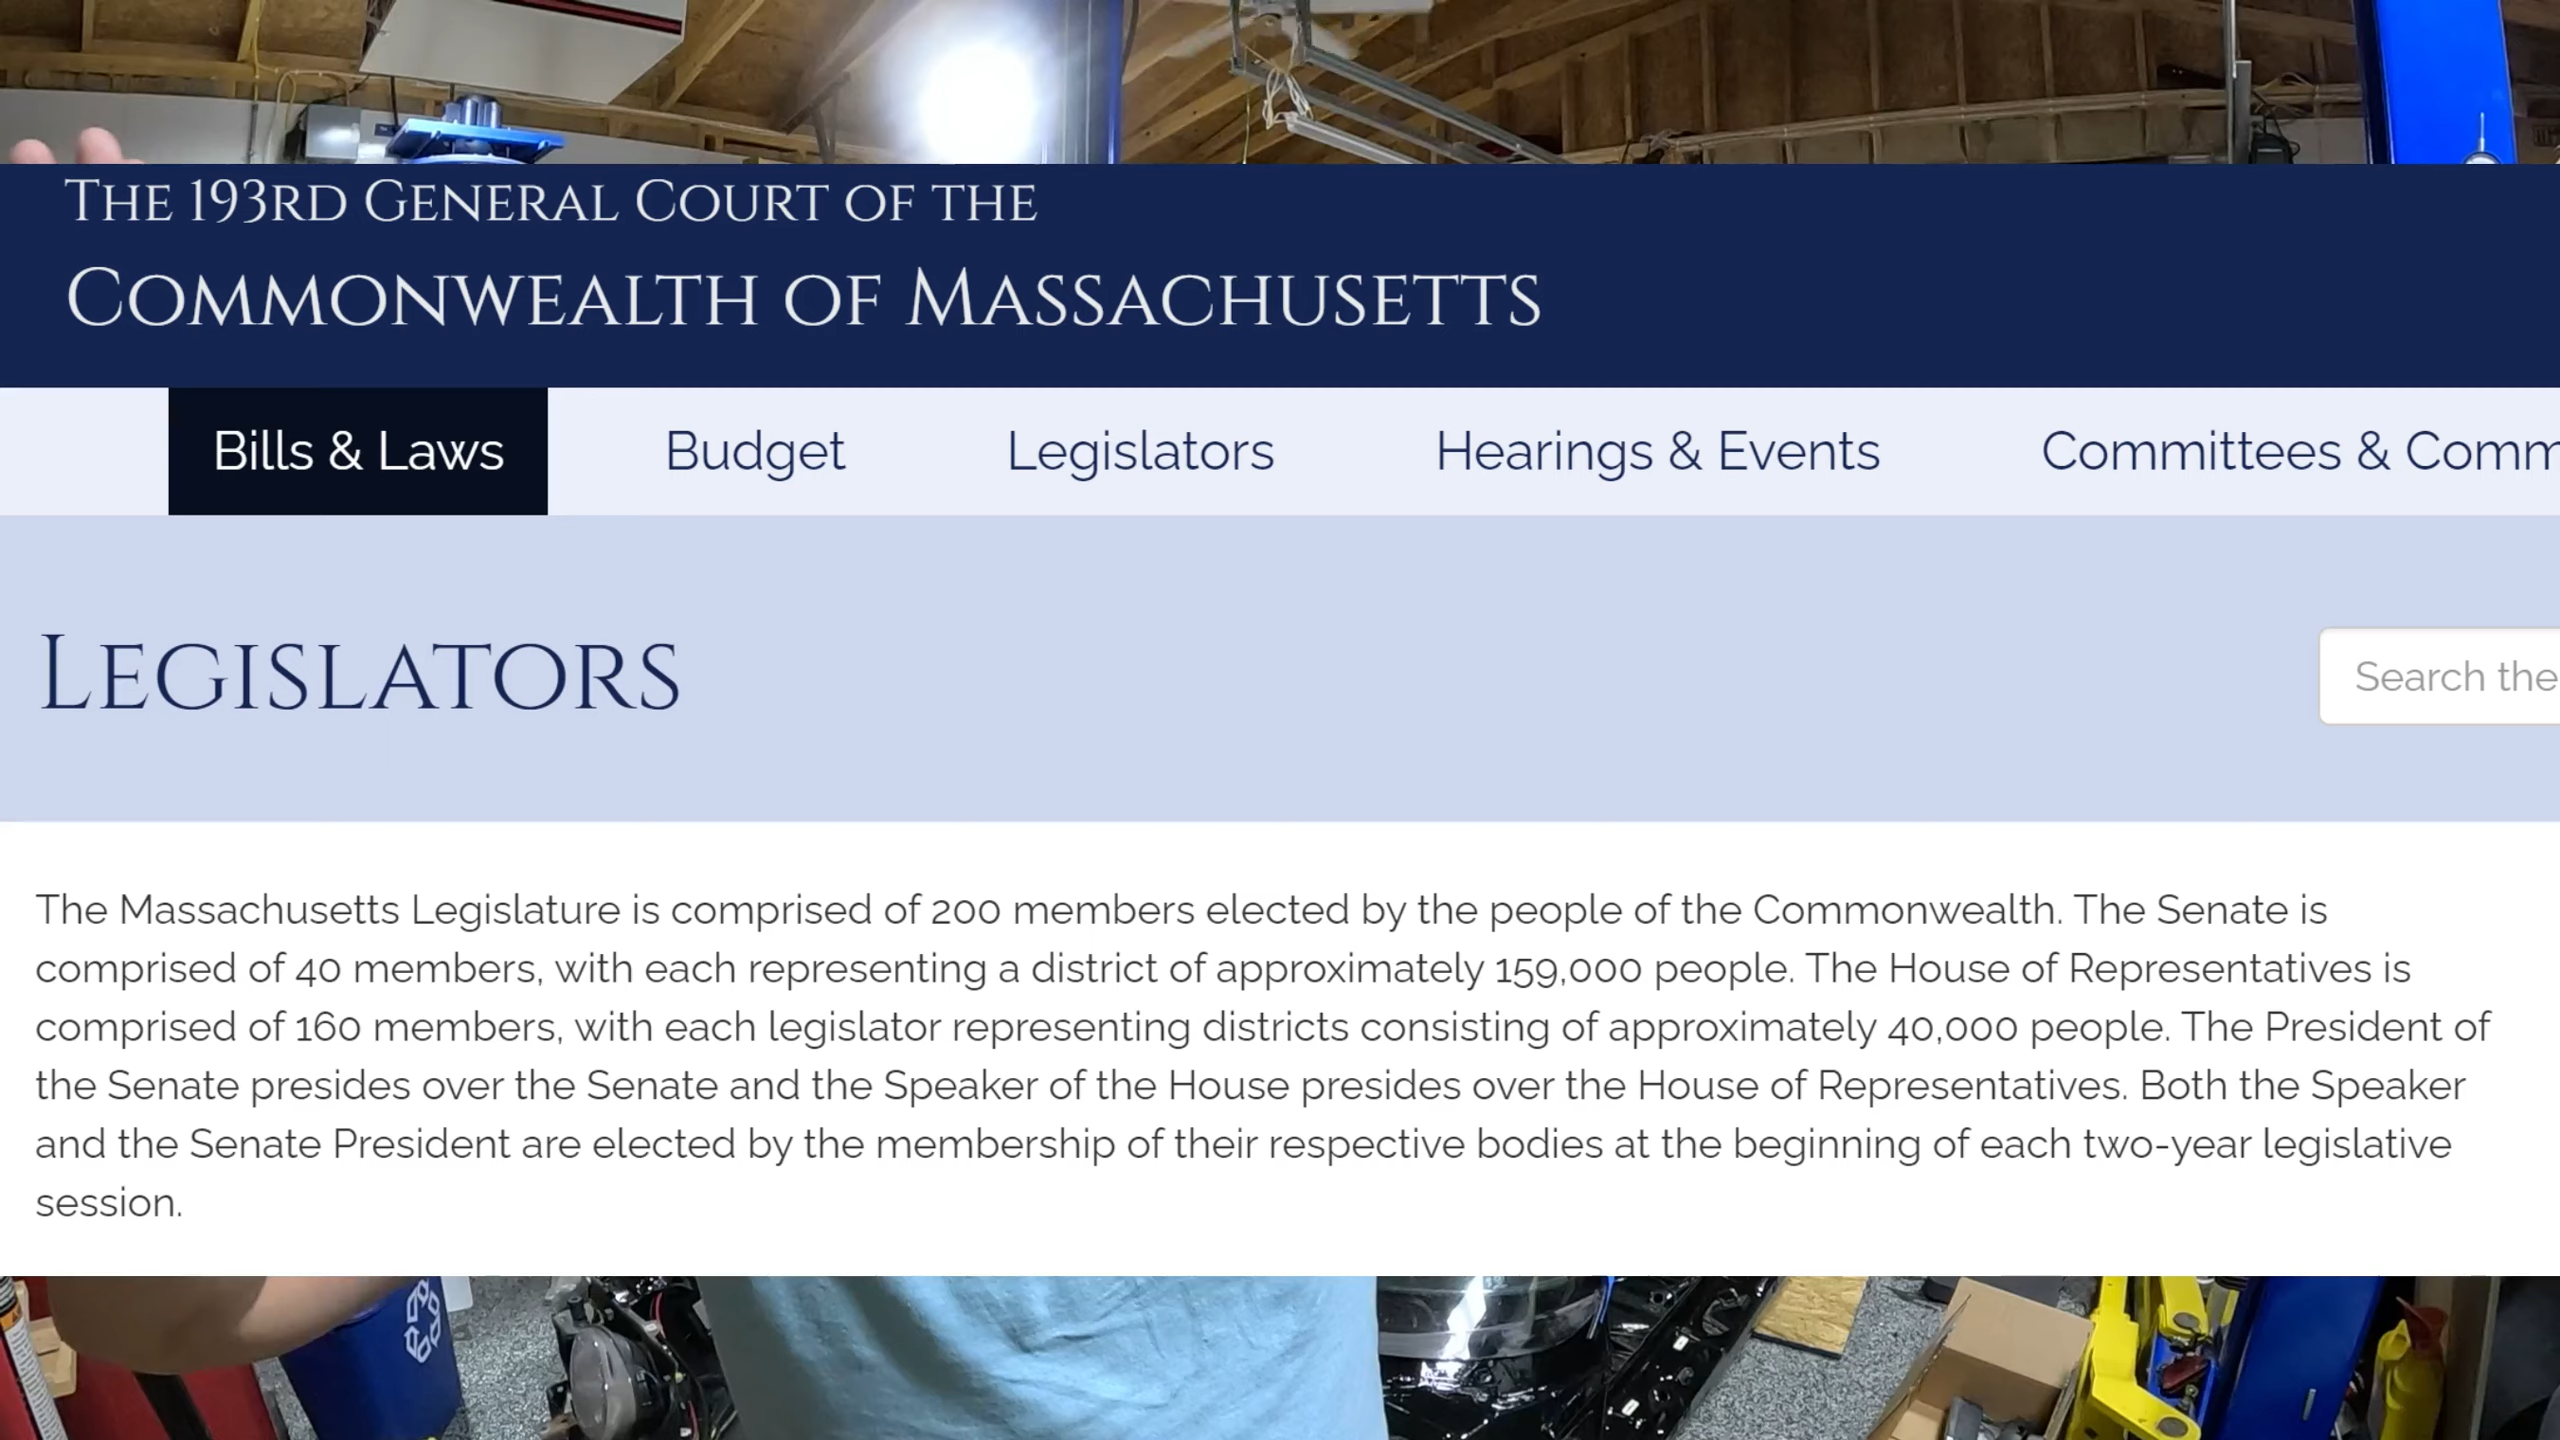 The 193rd General Court of the
Commonwealth of Massachusetts
Bills & Laws
Budget
Legislators
Hearings & Events
Committees & Comm
Legislators
Search the
The Massachusetts Legislature is comprised of 200 members elected by the people of the Commonwealth. The Senate is
comprised of 40 members, with each representing a district of approximately 159,000 people. The House of Representatives is
comprised of 160 members, with each legislator representing districts consisting of approximately 40,000 people. The President of
the Senate presides over the Senate and the Speaker of the House presides over the House of Representatives. Both the Speaker
and the Senate President are elected by the membership of their respective bodies at the beginning of each two-year legislative
session.